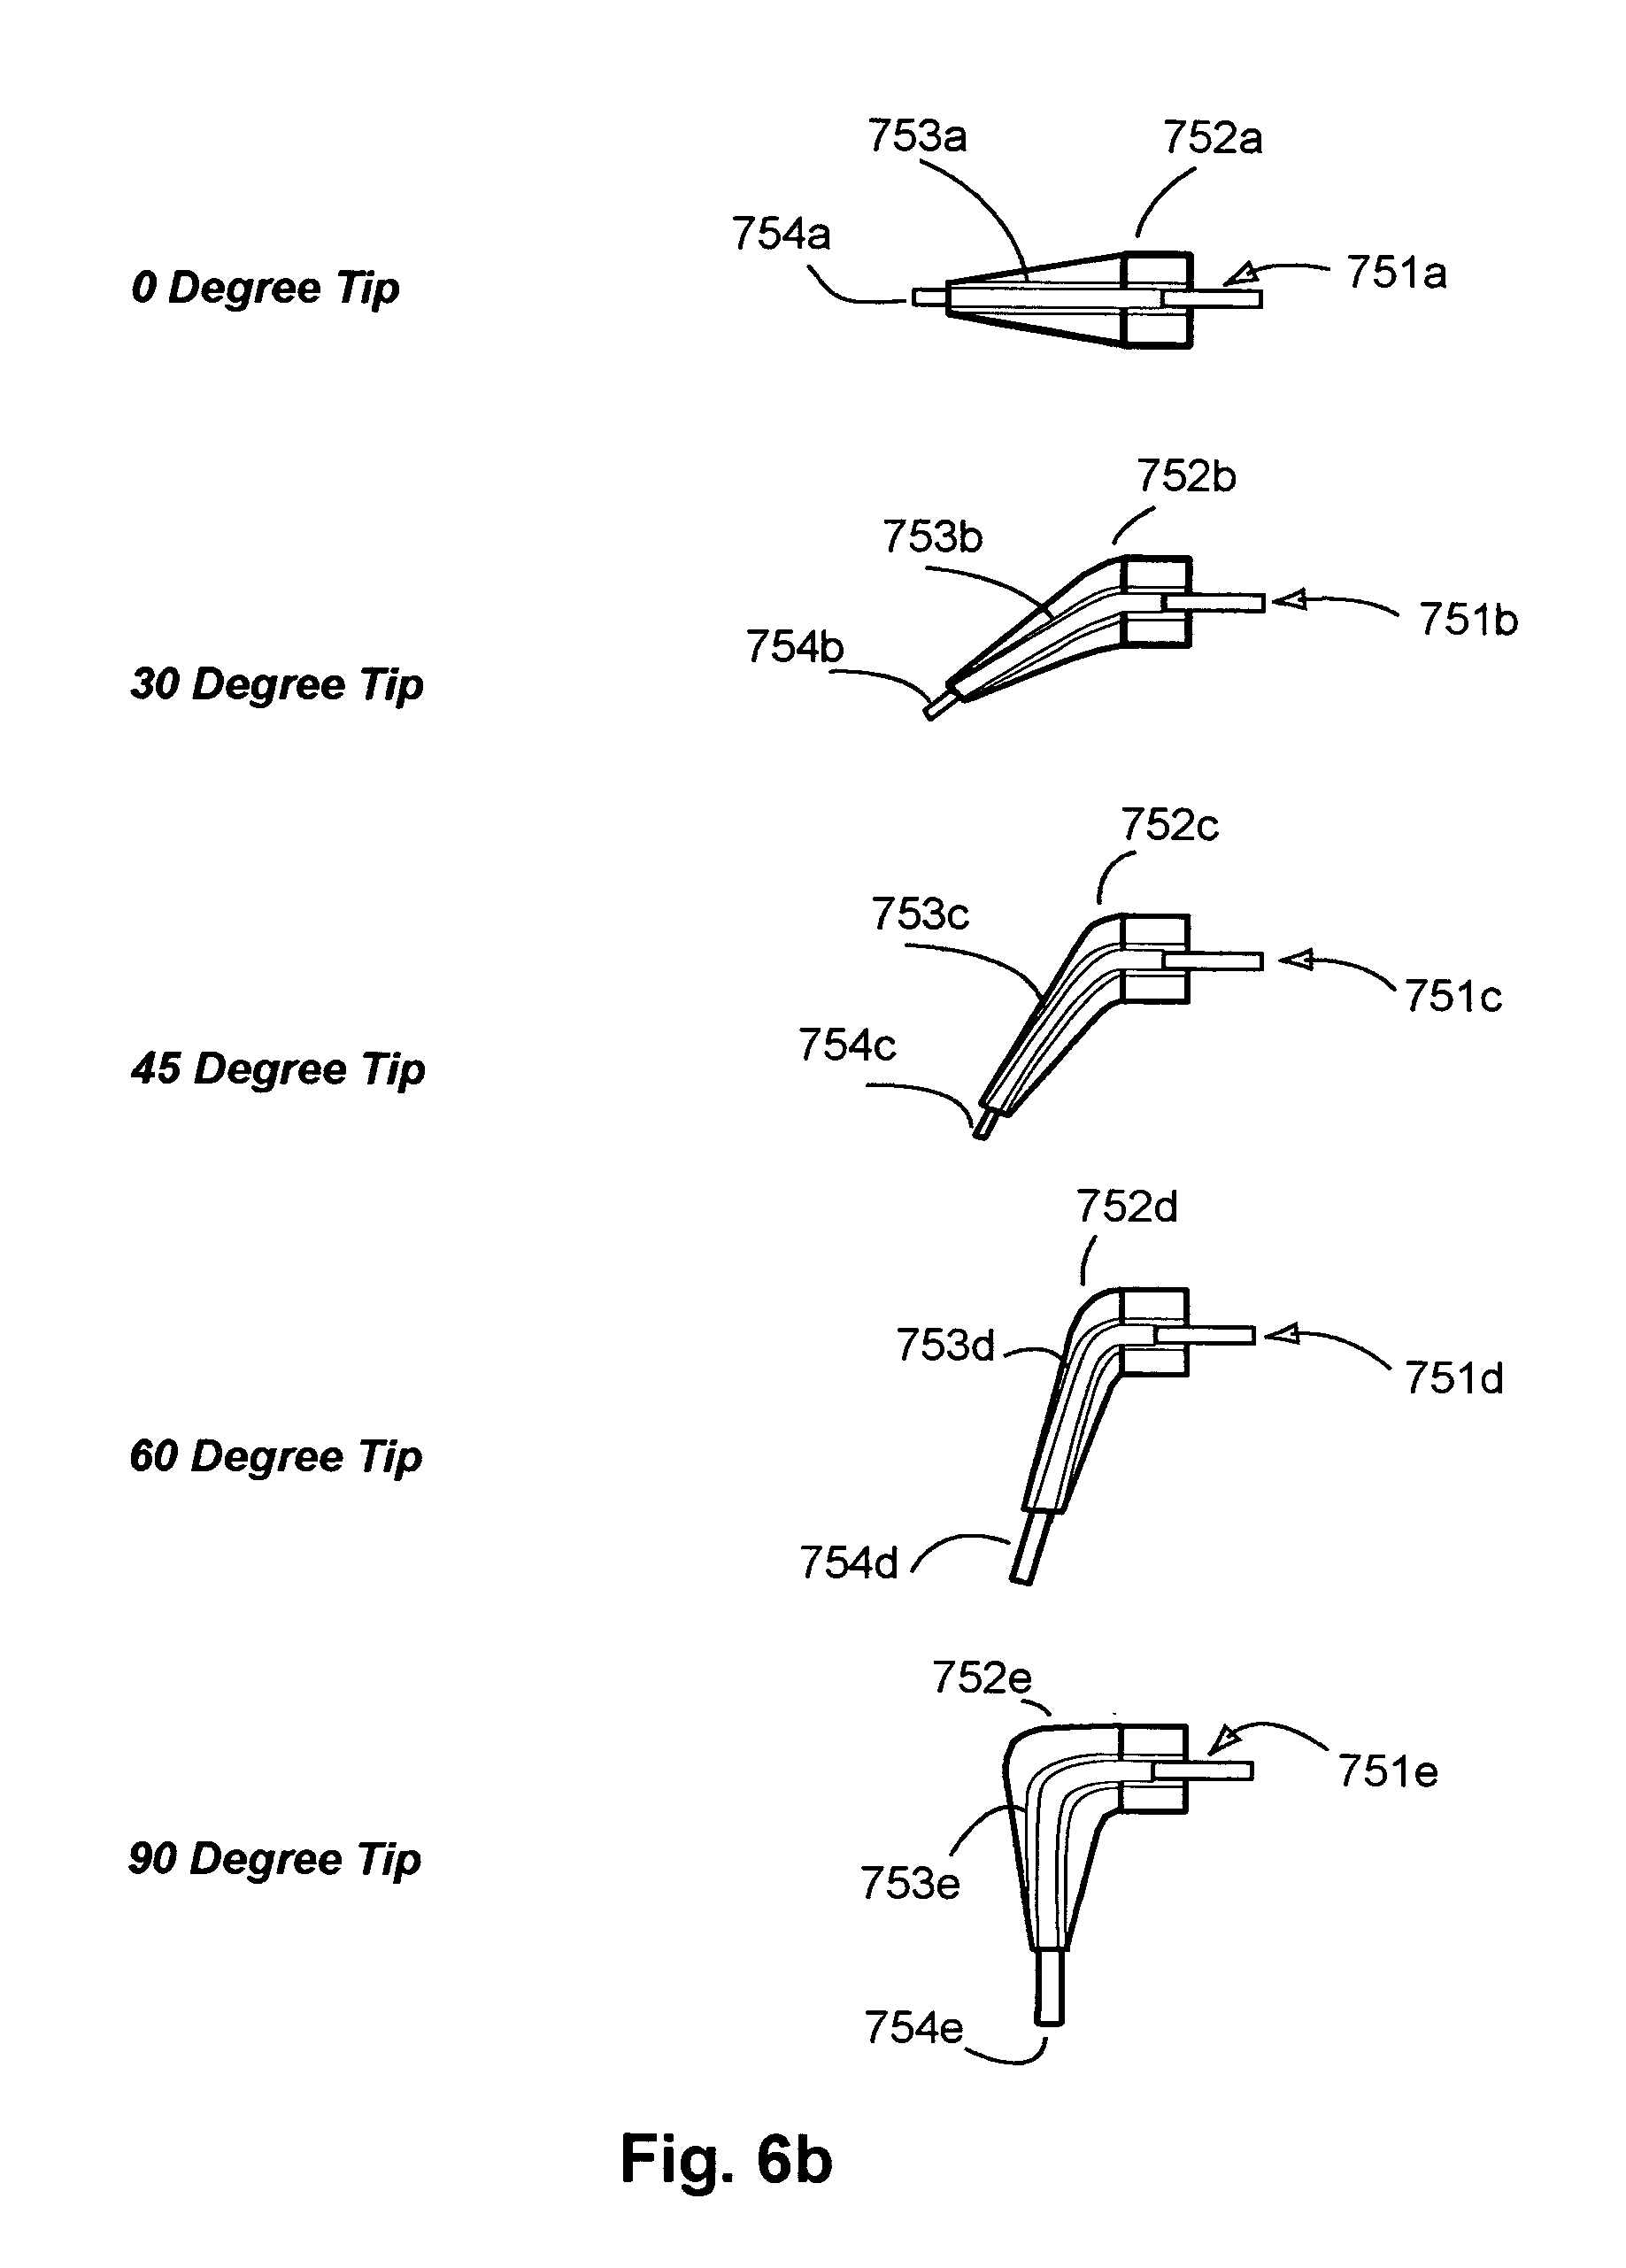 753a
752a
754a
751a
0 Degree Tip
752b
753b
751b
754b
30 Degree Tip
752c
753c
751c
754c
45 Degree Tip
752d
753d
751d
60 Degree Tip
754d
752e
751e
90 Degree Tip
753e
754e
Fig. 6b